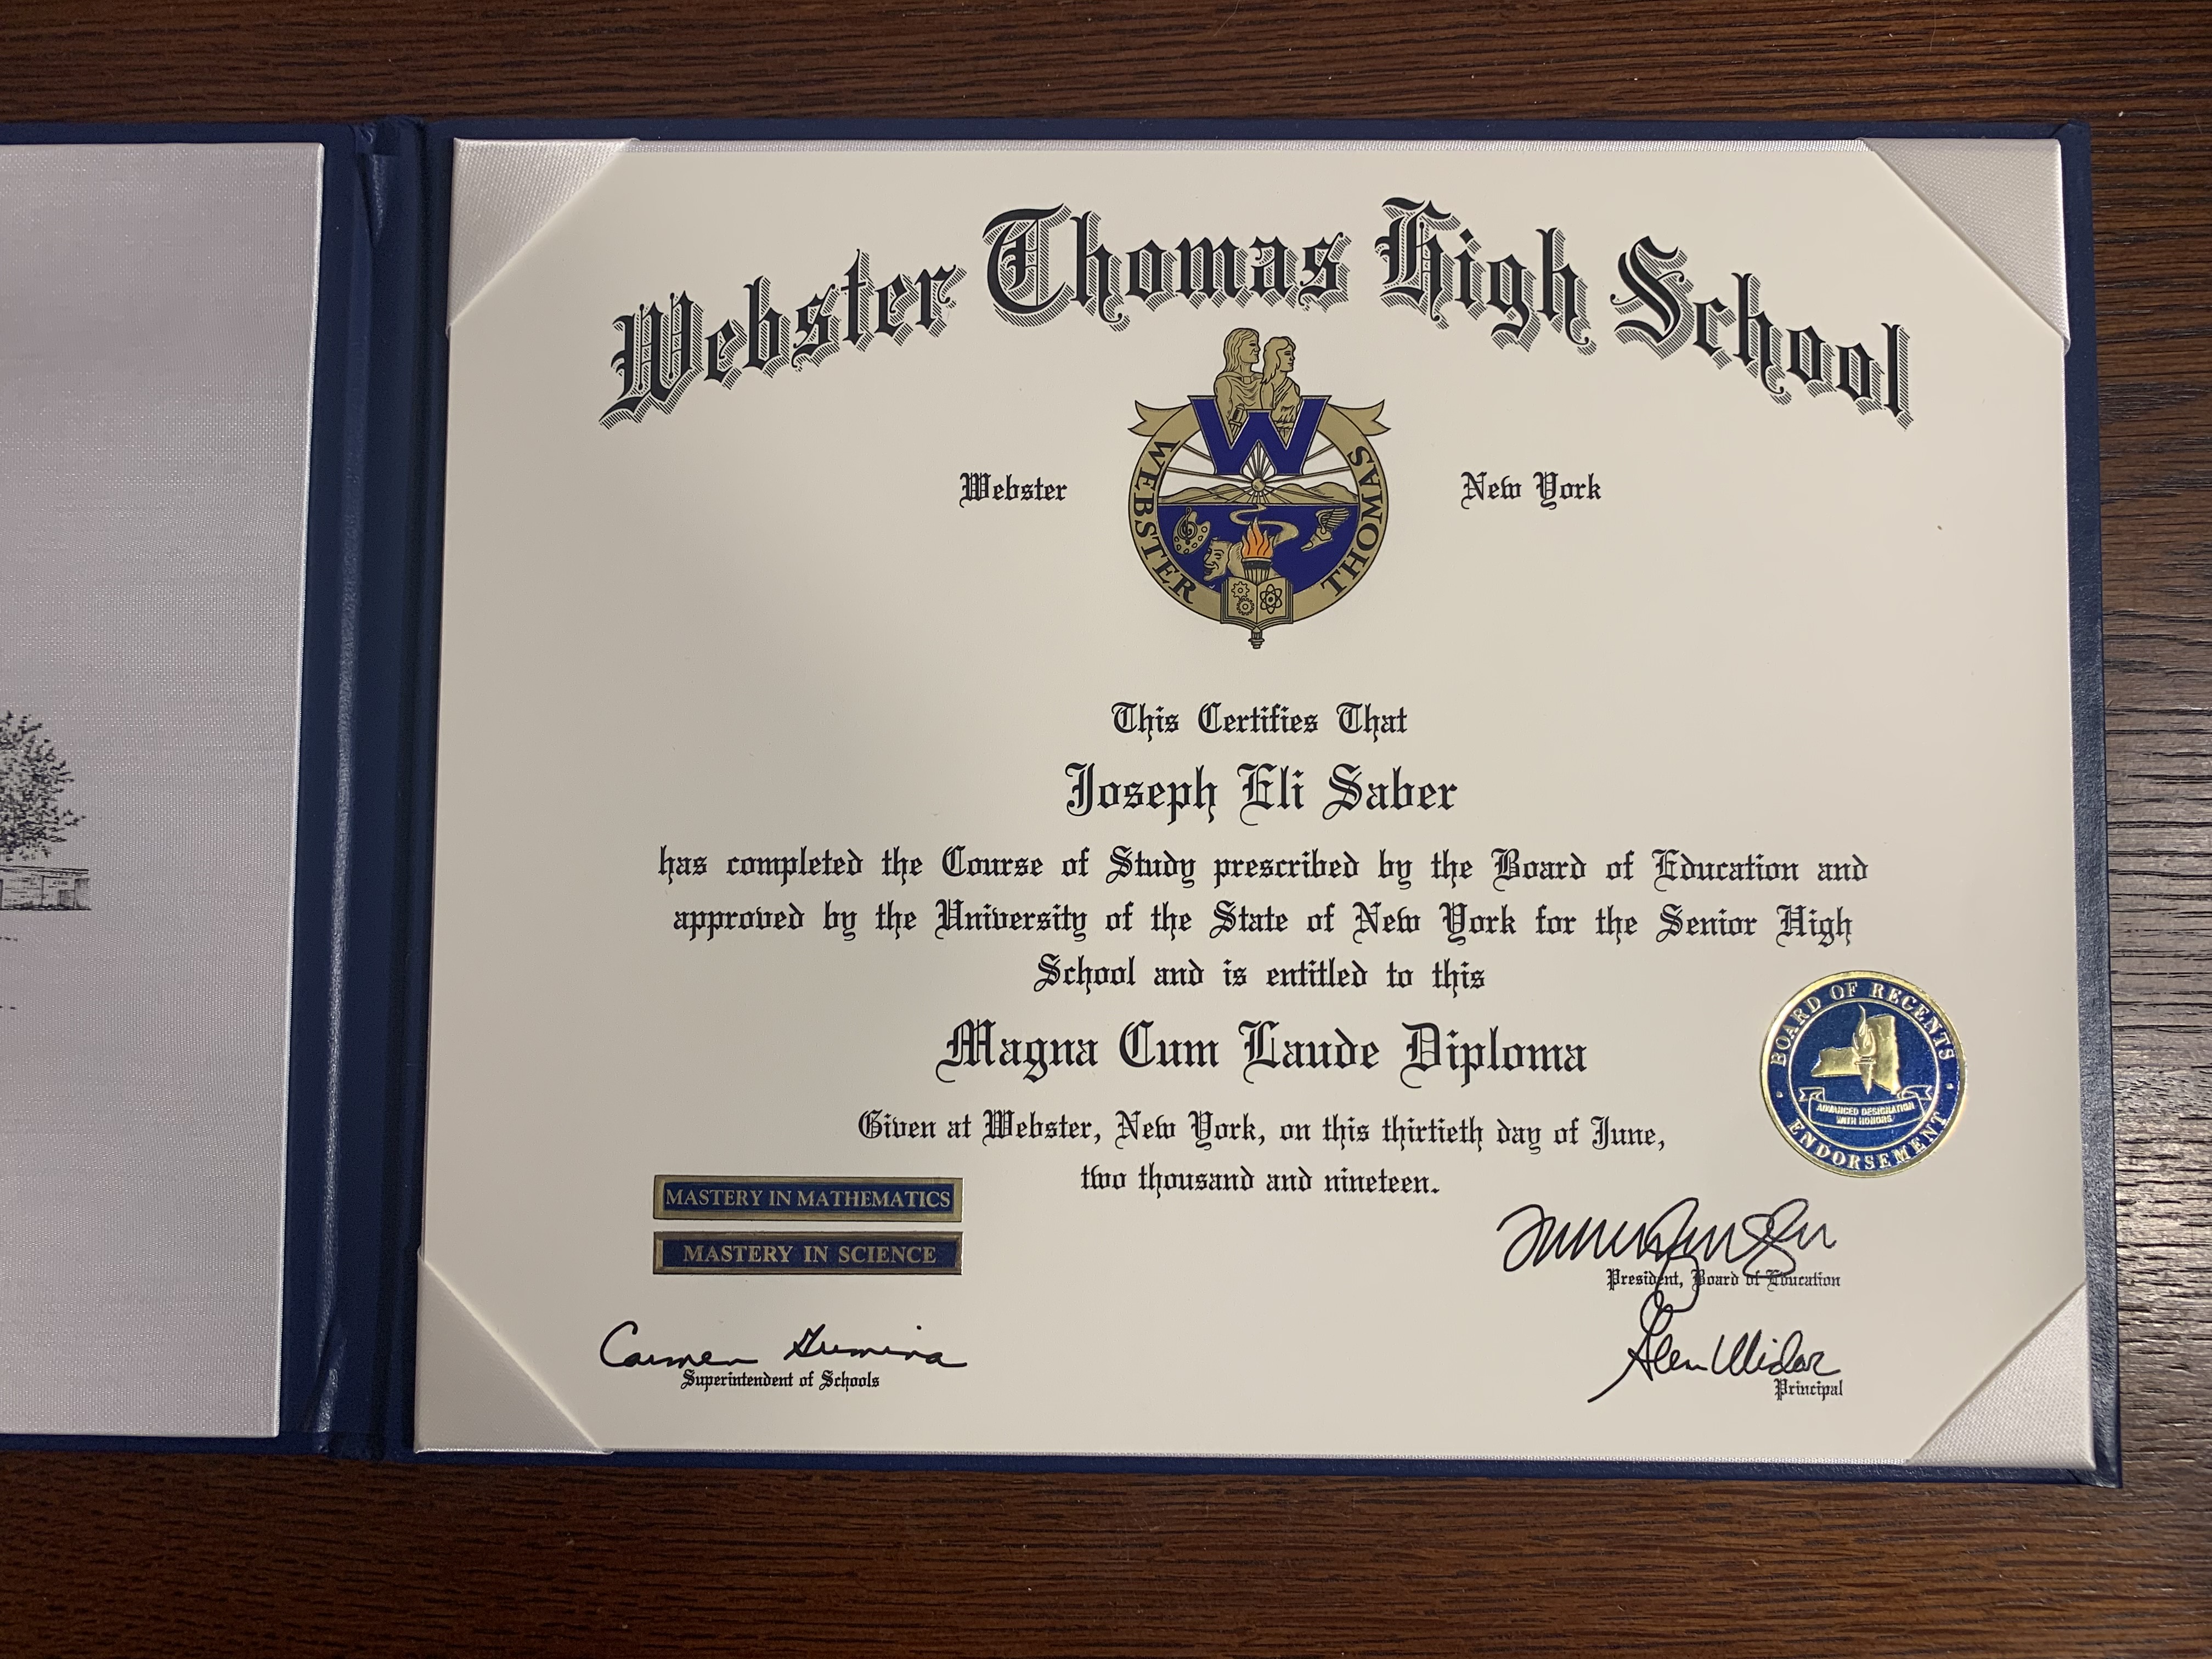 Webster Thomas High School
Webster New York
WEBSTER THOMAS
W
This Certifies That
Joseph Eli Saber
has completed the Course of Study prescribed by the Board of Education and
approved by the University of the State of New York for the Senior High
School and is entitled to this
Magna Cum Laude Diploma
Given at Webster, New York, on this thirtieth day of June,
two thousand and nineteen.
MASTERY IN MATHEMATICS
MASTERY IN SCIENCE
Superintendent of Schools
President, Board of Education
Principal
BOARD OF REGENTS
ADVANCED DESIGNATION
WITH HONORS
ENDORSEMENT